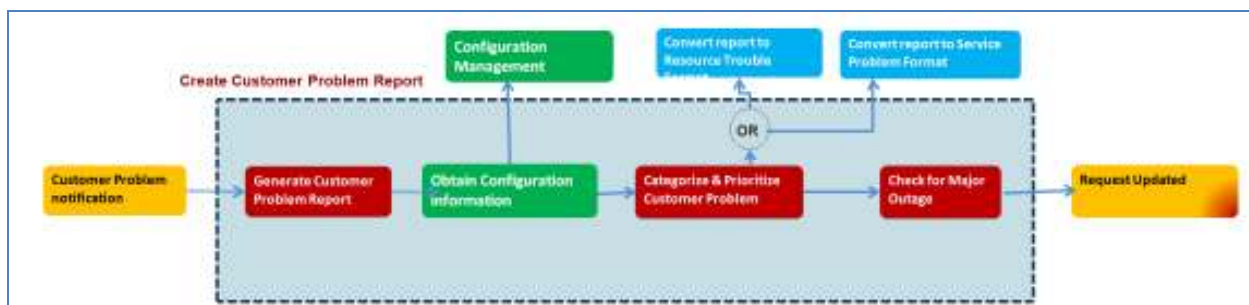 Configuration
Management
Convert report to
Resource Trouble
Convert report to Service
Problem Format
Create Customer Problem Report
OR
Customer Problem
notification
Generate Customer
Problem Report
Obtain Configuration
information
Categorize & Prioritize
Customer Problem
Check for Major
Outage
Request Updated